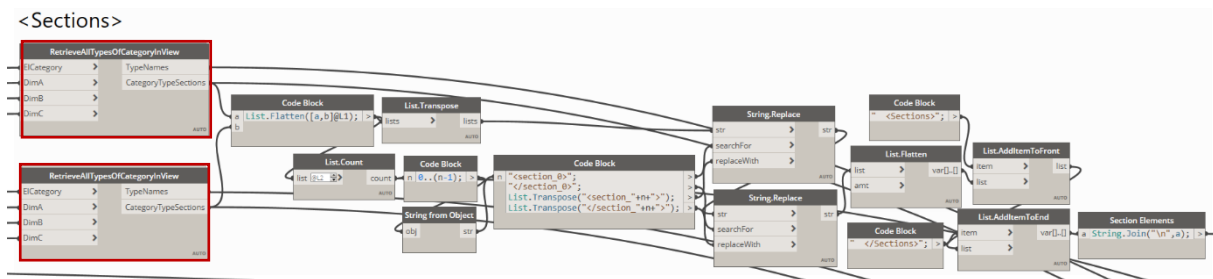 <Sections>
RetrieveAllTypesOfCategoryInView
ElCategory > TypeNames
DimA > CategoryTypeSections
DimB >
DimC >
AUTO
Code Block
a List.Flatten([a,b]@L1); >
b
List.Transpose
lists > lists
AUTO
List.Count
list @L2 > count
AUTO
Code Block
n 0..(n-1); >
String from Object
obj str
AUTO
Code Block
n "<section_0>"; >
"</section_0>"; >
List.Transpose("<section_"+n+">"); >
List.Transpose("</section_"+n+">"); >
String.Replace
str > str
searchFor >
replaceWith >
AUTO
String.Replace
str > str
searchFor >
replaceWith >
AUTO
Code Block
" <Sections>"; >
List.Flatten
list > var[]..[]
amt >
AUTO
List.AddItemToFront
item > list
list >
AUTO
Code Block
" </Sections>"; >
List.AddItemToEnd
item > var[]..[]
list >
AUTO
Section Elements
a String.Join("\n",a); >
RetrieveAllTypesOfCategoryInView
ElCategory > TypeNames
DimA > CategoryTypeSections
DimB >
DimC >
AUTO